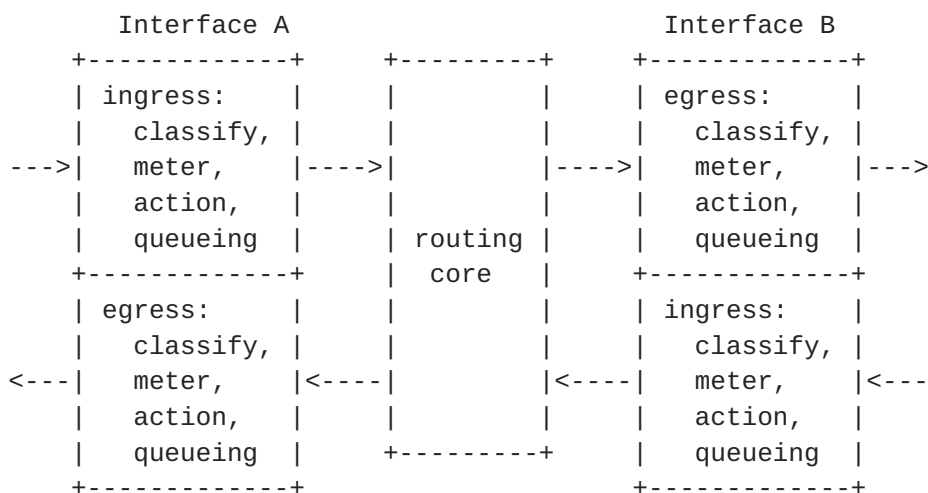 Interface A
Interface B
ingress:
classify,
meter,
action,
queueing
egress:
classify,
meter,
action,
queueing
routing
core
egress:
classify,
meter,
action,
queueing
ingress:
classify,
meter,
action,
queueing